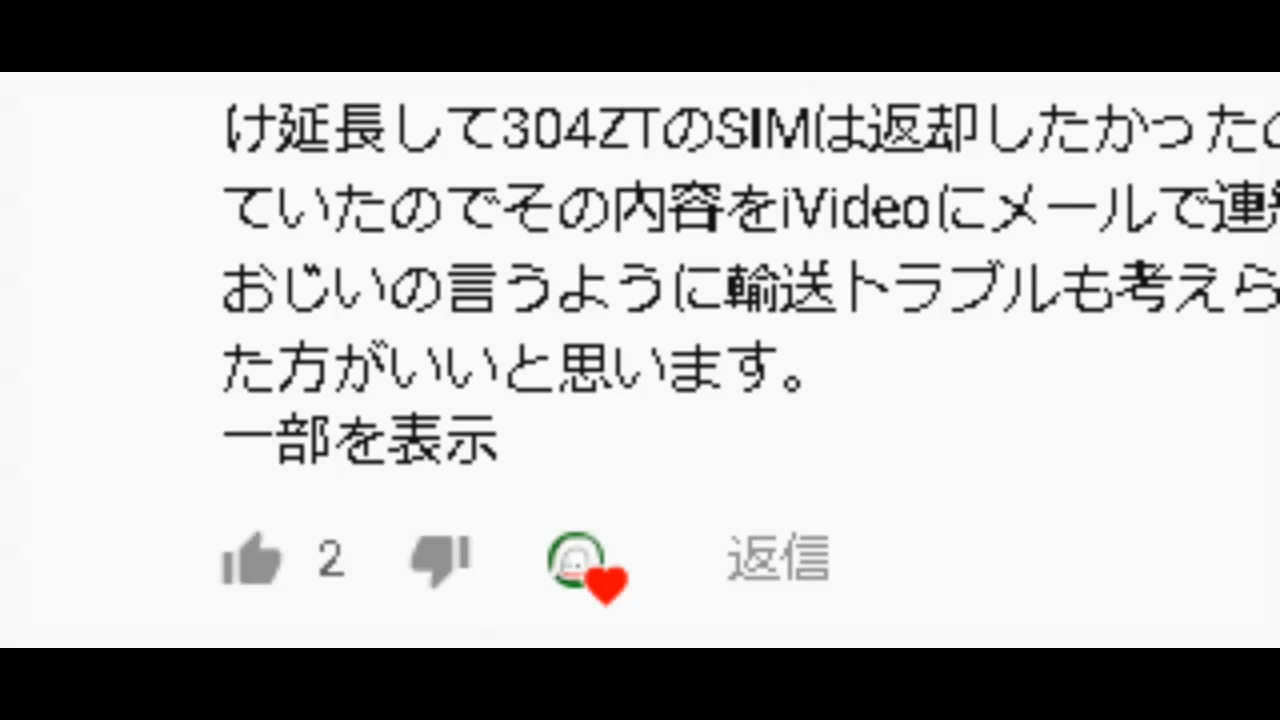 け延長して304ZTのSIMは返却したかった
ていたのでその内容をiVideoにメールで連
おじいの言うように輸送トラブルも考えら
た方がいいと思います。
一部を表示
2
返信